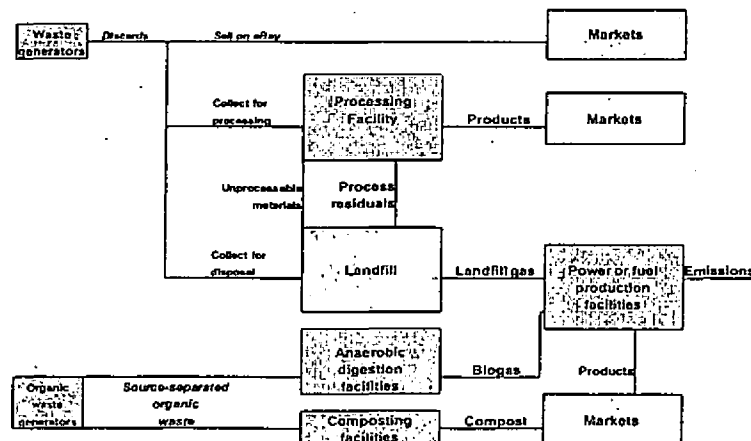 Waste
generators
Discards
Sell on eBay
Markets
Collect for
processing
Processing
Facility
Products
Markets
Unprocessable
materials
Process
residuals
Collect for
disposal
Landfill
Landfill gas
Power or fuel
production
facilities
Emissions
Anaerobic
digestion
facilities
Biogas
Products
Organic
waste
generators
Source-separated
organic
waste
Composting
facilities
Compost
Markets